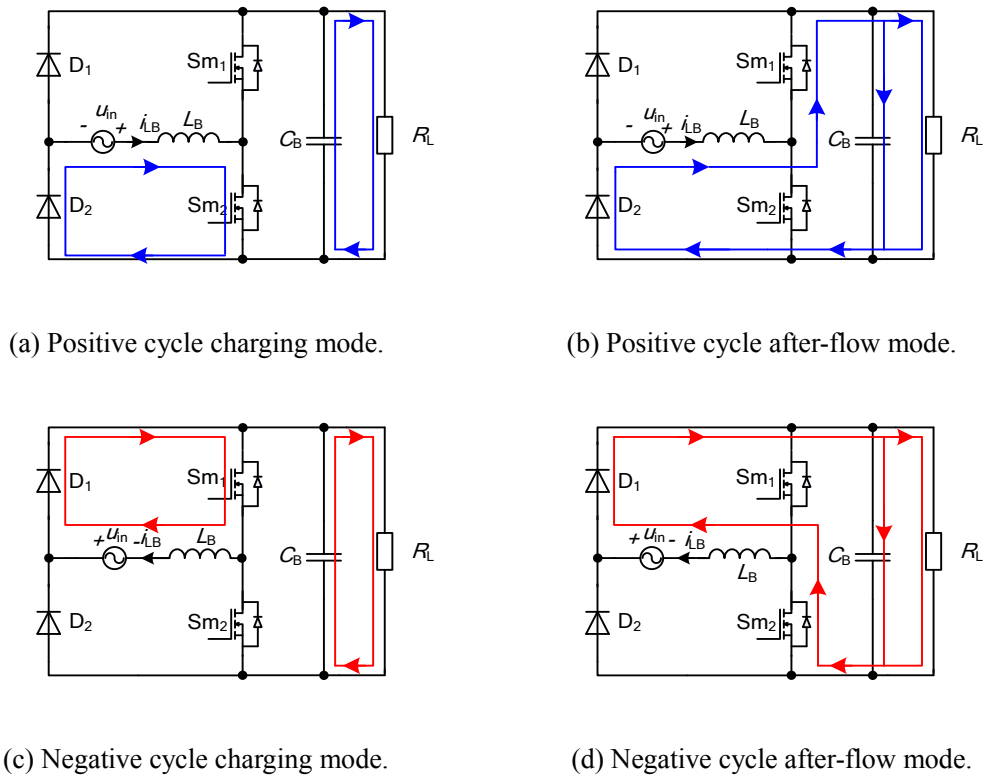 D1
Sm1
uin
- +
iLB
LB
CB
RL
D2
Sm2
(a) Positive cycle charging mode.
D1
Sm1
uin
- +
iLB
LB
CB
RL
D2
Sm2
(b) Positive cycle after-flow mode.
D1
Sm1
uin
+ -
iLB
LB
CB
RL
D2
Sm2
(c) Negative cycle charging mode.
D1
Sm1
uin
+ -
iLB
LB
CB
RL
D2
Sm2
(d) Negative cycle after-flow mode.